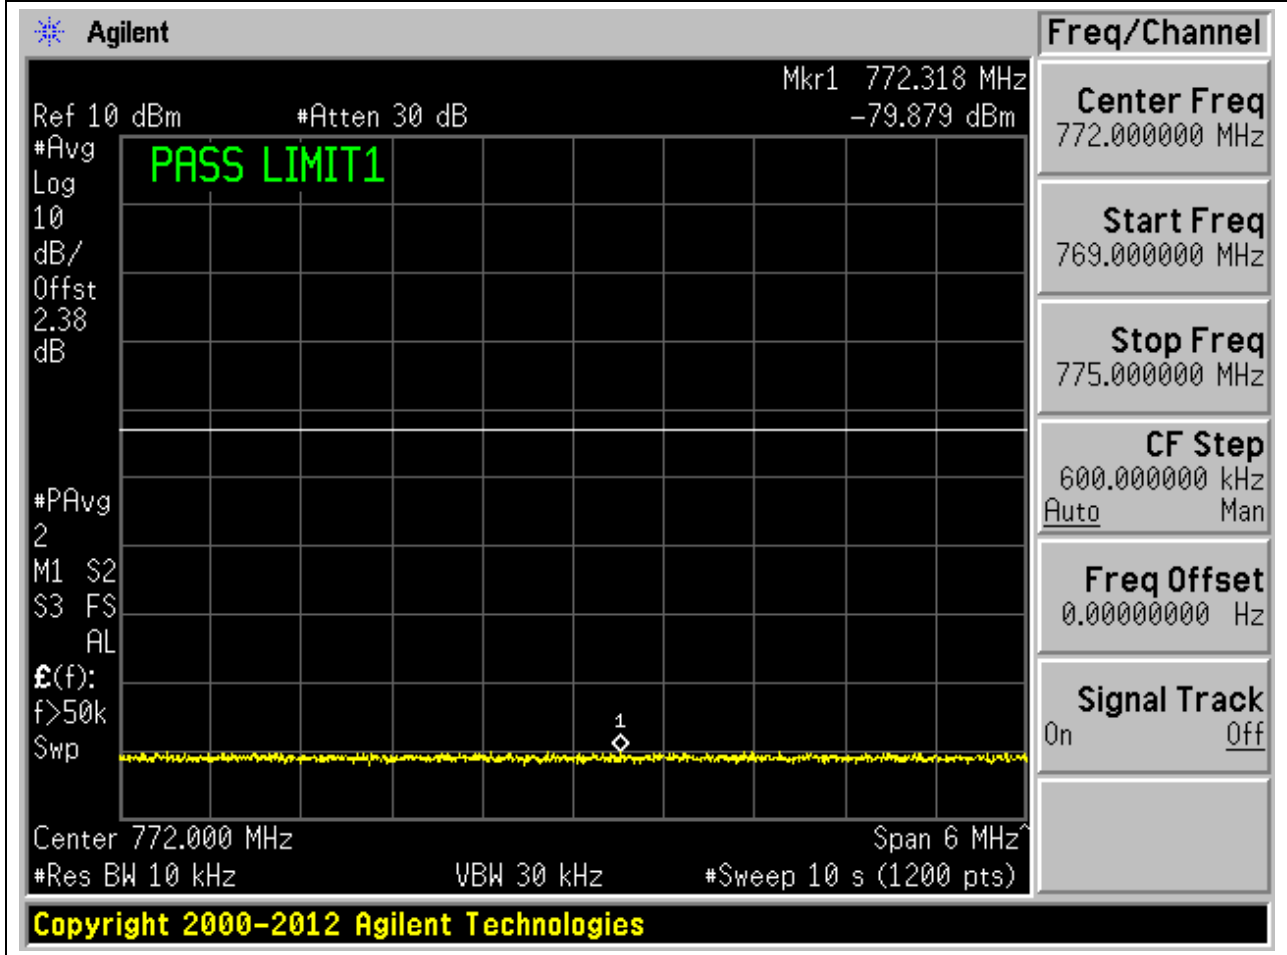 Agilent
Freq/Channel
Mkr1 772.318 MHz
Ref 10 dBm #Atten 30 dB -79.879 dBm
#Avg
Log
10
dB/
Offst
2.38
dB
PASS LIMIT1
#PAvg
2
M1 S2
S3 FS
AL
£(f):
f>50k
Swp
1
Center 772.000 MHz Span 6 MHz^
#Res BW 10 kHz VBW 30 kHz #Sweep 10 s (1200 pts)
Center Freq
772.000000 MHz
Start Freq
769.000000 MHz
Stop Freq
775.000000 MHz
CF Step
600.000000 kHz
Auto Man
Freq Offset
0.00000000 Hz
Signal Track
On Off
Copyright 2000-2012 Agilent Technologies